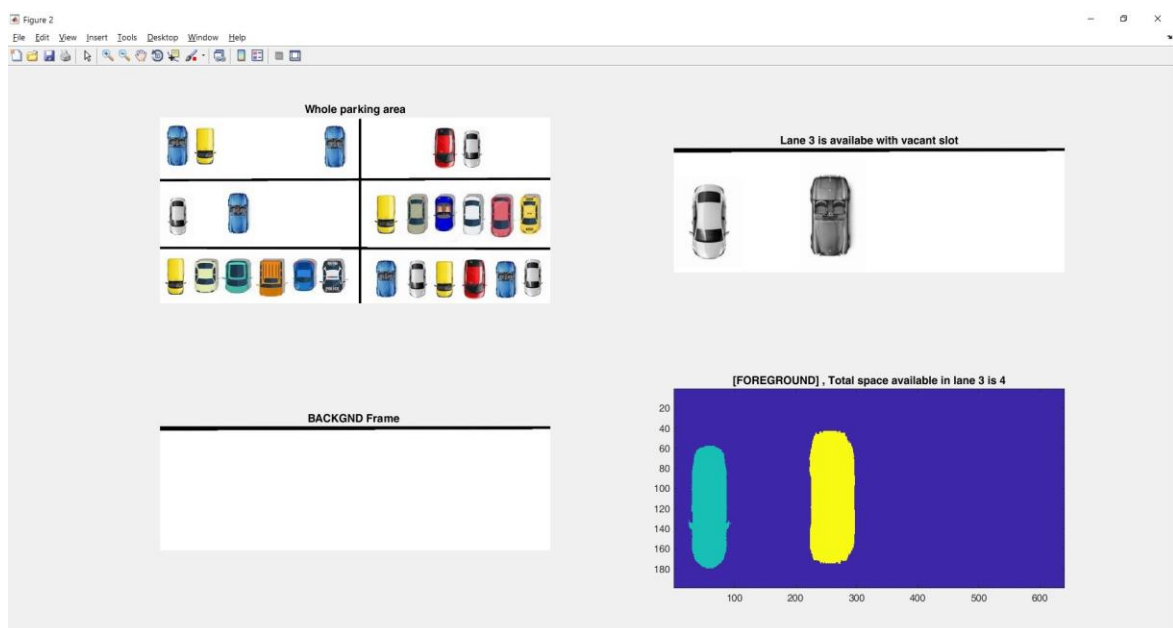 Figure 2
File Edit View Insert Tools Desktop Window Help
Whole parking area
Lane 3 is availabe with vacant slot
BACKGND Frame
[FOREGROUND] , Total space available in lane 3 is 4
20
40
60
80
100
120
140
160
180
100 200 300 400 500 600